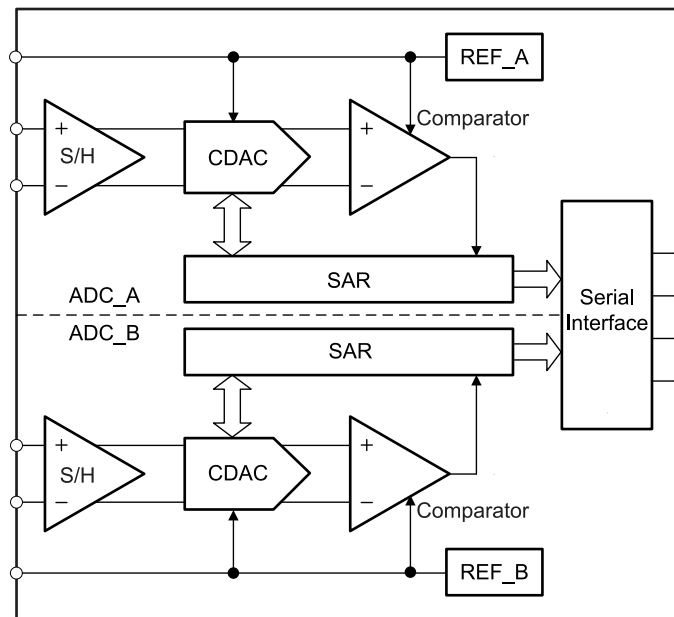 REF_A
Comparator
+
S/H
−
CDAC
+
−
SAR
ADC_A
ADC_B
Serial
Interface
SAR
+
S/H
−
CDAC
+
−
Comparator
REF_B